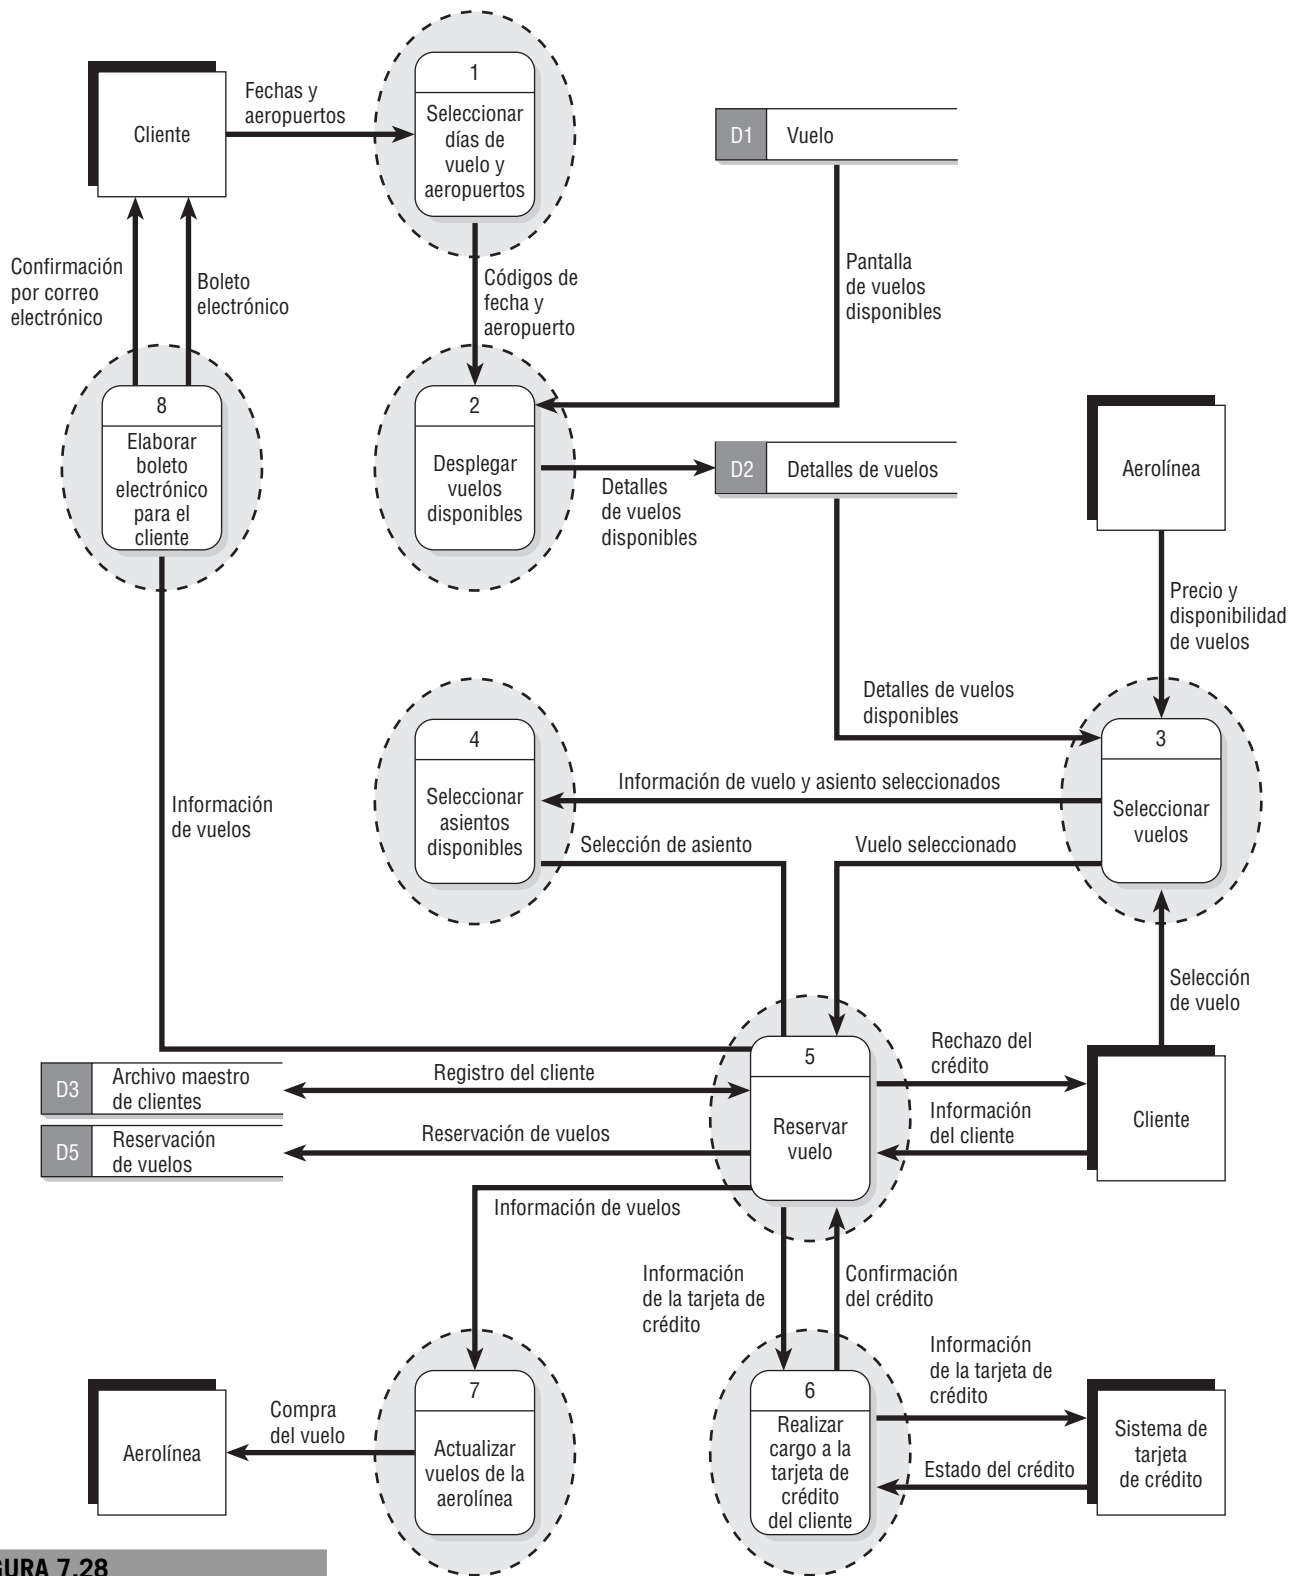 Cliente
Fechas y
aeropuertos
1
Seleccionar
días de
vuelo y
aeropuertos
D1
Vuelo
Confirmación
por correo
electrónico
Boleto
electrónico
Códigos de
fecha y
aeropuerto
Pantalla
de vuelos
disponibles
8
Elaborar
boleto
electrónico
para el
cliente
2
Desplegar
vuelos
disponibles
Detalles
de vuelos
disponibles
D2
Detalles de vuelos
Aerolínea
Precio y
disponibilidad
de vuelos
Detalles de vuelos
disponibles
4
Seleccionar
asientos
disponibles
Información de vuelo y asiento seleccionados
3
Seleccionar
vuelos
Información
de vuelos
Selección de asiento
Vuelo seleccionado
Selección
de vuelo
5
Reservar
vuelo
Rechazo del
crédito
Información
del cliente
Cliente
D3
Archivo maestro
de clientes
Registro del cliente
D5
Reservación
de vuelos
Reservación de vuelos
Información de vuelos
Información
de la tarjeta de
crédito
Confirmación
del crédito
Aerolínea
Compra
del vuelo
7
Actualizar
vuelos de la
aerolínea
6
Realizar
cargo a la
tarjeta de
crédito
del cliente
Información
de la tarjeta de
crédito
Estado del crédito
Sistema de
tarjeta
de crédito
GURA 7.28